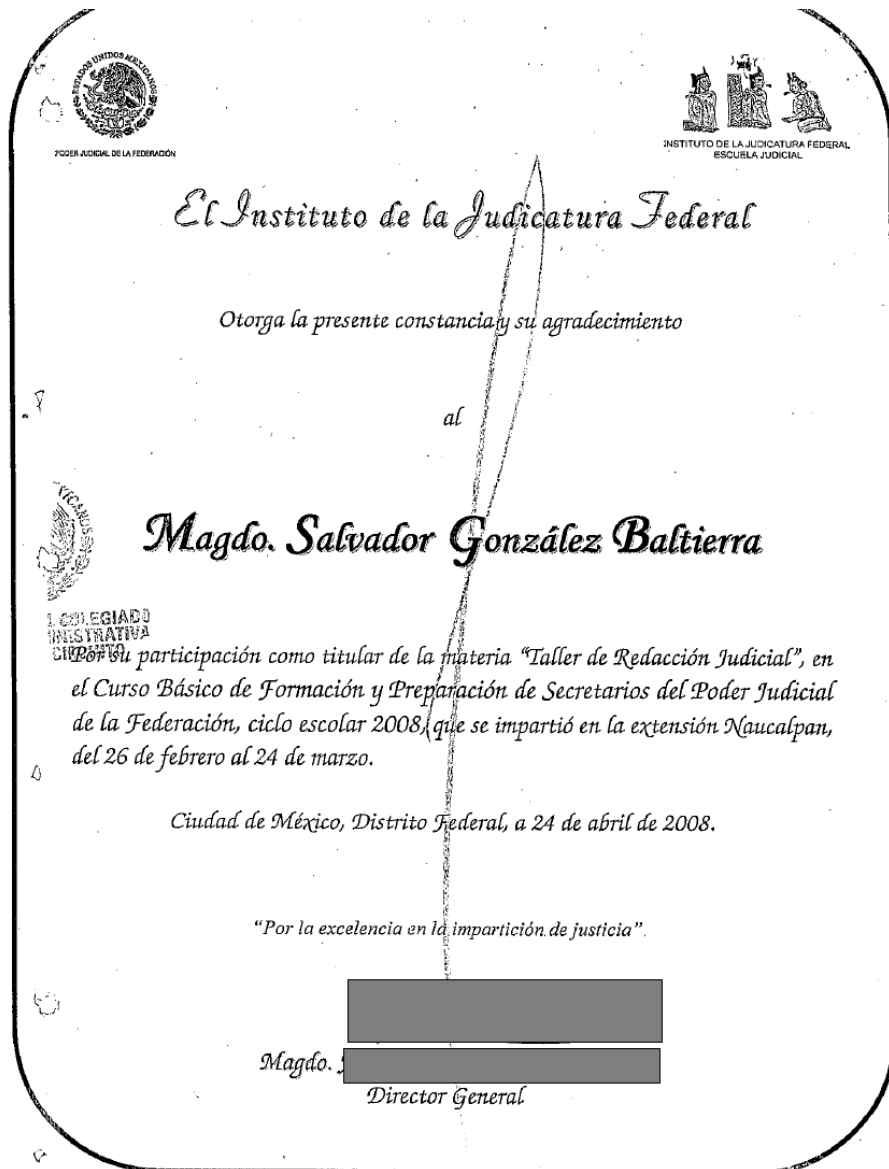 ESTADOS UNIDOS MEXICANOS
PODER JUDICIAL DE LA FEDERACIÓN
INSTITUTO DE LA JUDICATURA FEDERAL
ESCUELA JUDICIAL
El Instituto de la Judicatura Federal
Otorga la presente constancia y su agradecimiento
al
Magdo. Salvador González Baltierra
COLEGIADO
Por su participación como titular de la materia “Taller de Redacción Judicial”, en
el Curso Básico de Formación y Preparación de Secretarios del Poder Judicial
de la Federación, ciclo escolar 2008, que se impartió en la extensión Naucalpan,
del 26 de febrero al 24 de marzo.
Ciudad de México, Distrito Federal, a 24 de abril de 2008.
“Por la excelencia en la impartición de justicia”.
Magdo.
Director General